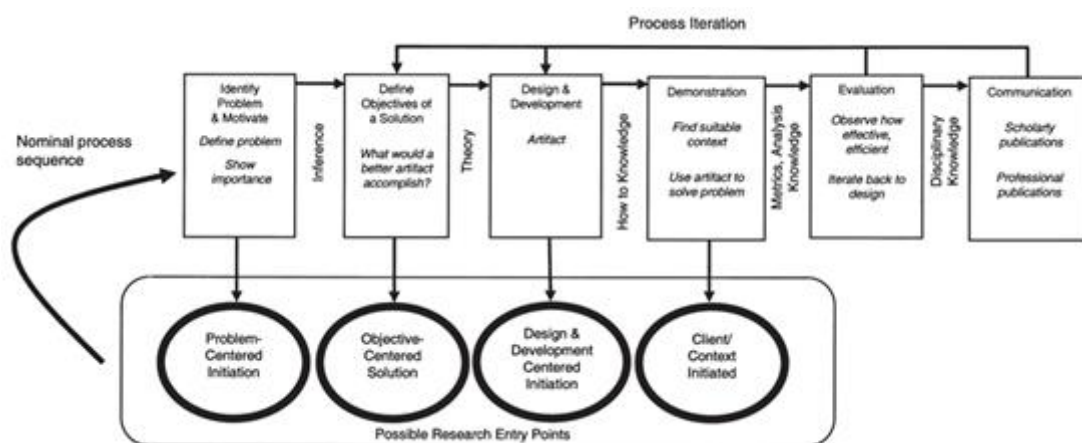 Process Iteration
Nominal process
sequence
Identify
Problem
& Motivate
Define problem
Show
importance
Inference
Define
Objectives of
a Solution
What would a
better artifact
accomplish?
Theory
Design &
Development
Artifact
How to Knowledge
Demonstration
Find suitable
context
Use artifact to
solve problem
Metrics, Analysis
Knowledge
Evaluation
Observe how
effective,
efficient
Iterate back to
design
Disciplinary
Knowledge
Communication
Scholarly
publications
Professional
publications
Problem-
Centered
Initiation
Objective-
Centered
Solution
Design &
Development
Centered
Initiation
Client/
Context
Initiated
Possible Research Entry Points